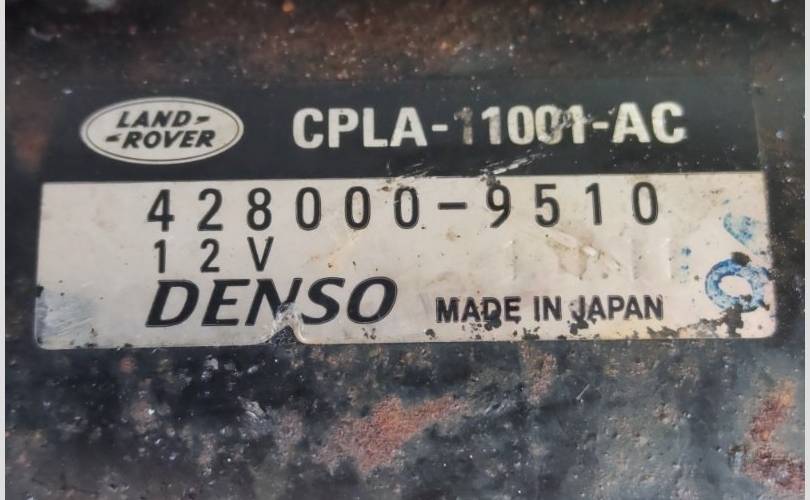 LAND-
-ROVER
CPLA-11001-AC
428000-9510
12V
DENSO
MADE IN JAPAN